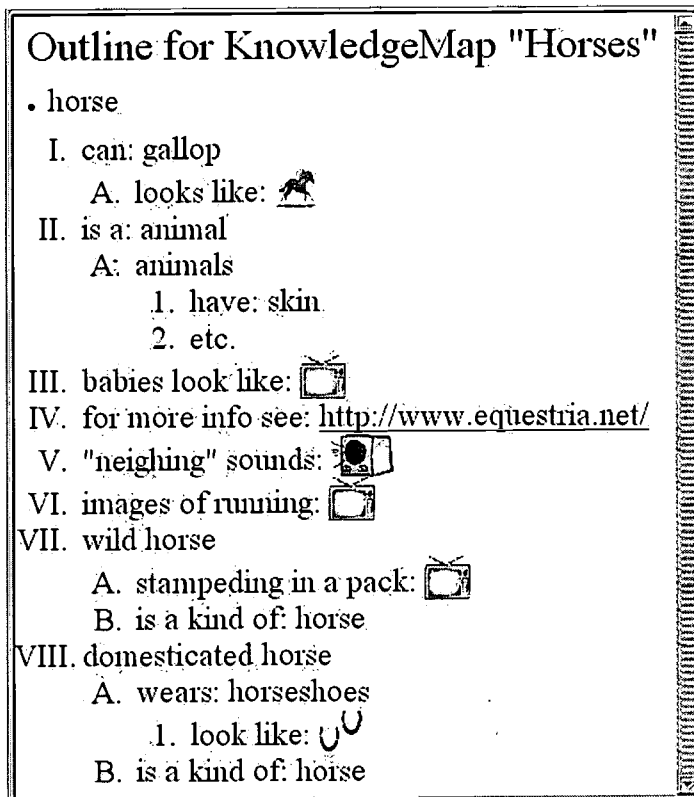 Outline for KnowledgeMap "Horses"
• horse
I. can: gallop
A. looks like:
II. is a: animal
A. animals
1. have: skin
2. etc.
III. babies look like:
IV. for more info see: http://www.equestria.net/
V. "neighing" sounds:
VI. images of running:
VII. wild horse
A. stampeding in a pack:
B. is a kind of: horse
VIII. domesticated horse
A. wears: horseshoes
1. look like:
B. is a kind of: horse